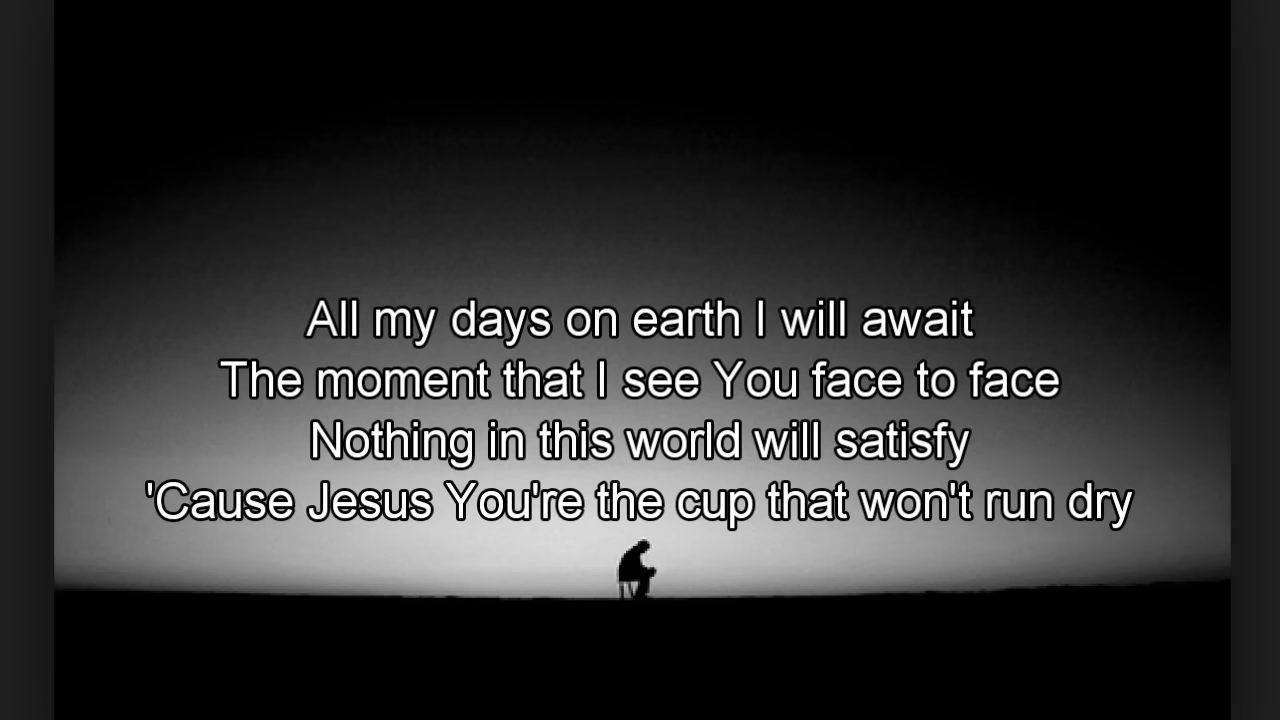 All my days on earth I will await
The moment that I see You face to face
Nothing in this world will satisfy
'Cause Jesus You're the cup that won't run dry